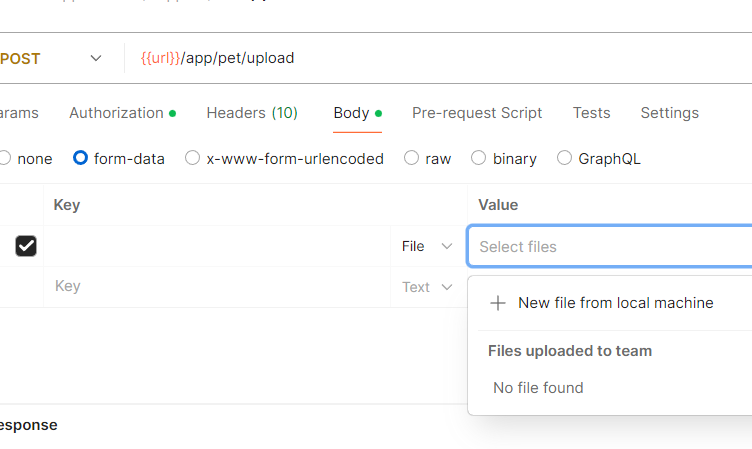 POST {{url}}/app/pet/upload
arams Authorization Headers (10) Body Pre-request Script Tests Settings
none form-data x-www-form-urlencoded raw binary GraphQL
Key Value
File Select files
Key Text
New file from local machine
Files uploaded to team
No file found
esponse